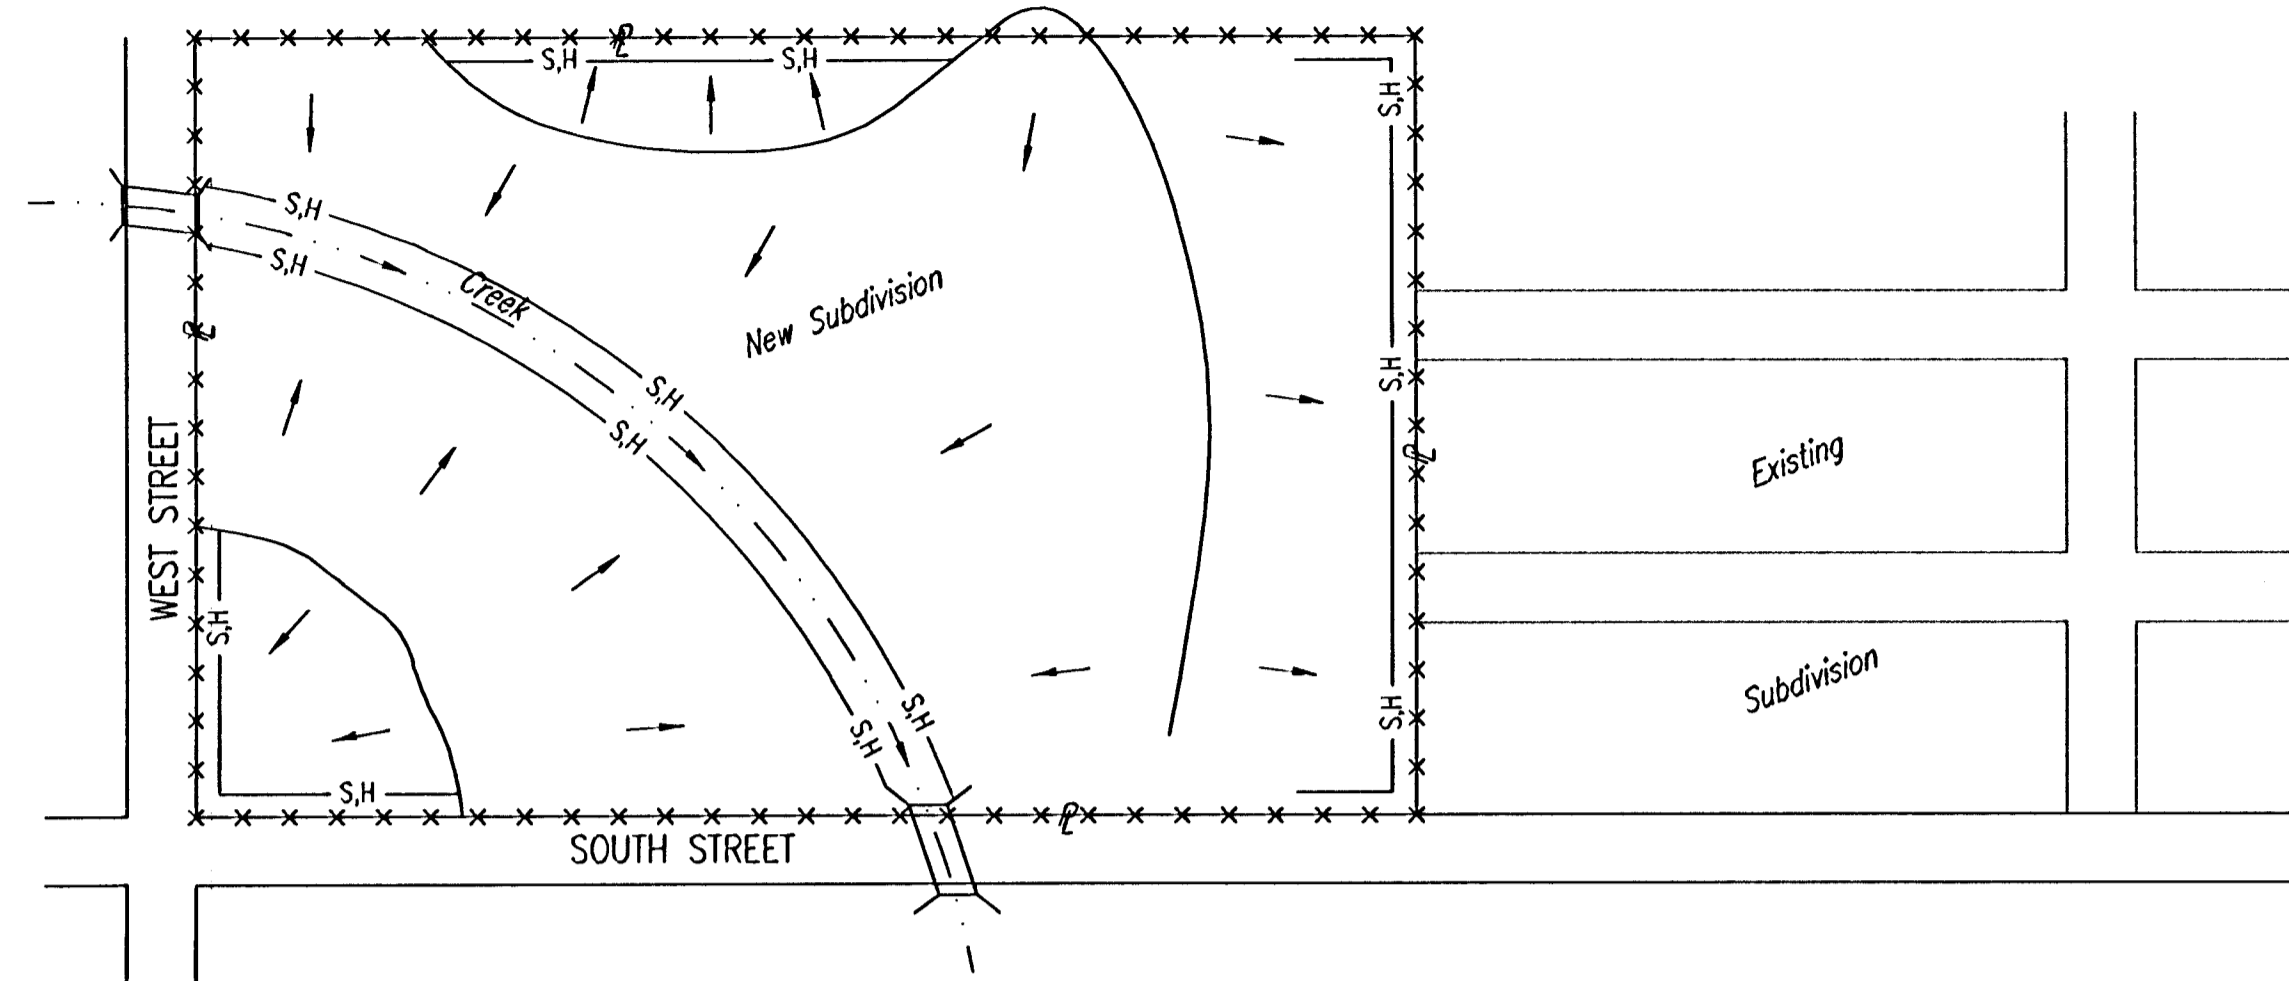 ℄
S,H
S,H
S,H
S,H
S,H
Creek
New Subdivision
℄
S,H
S,H
S,H
℄
WEST STREET
Existing
S,H
S,H
Subdivision
S,H
S,H
S,H
S,H
℄
SOUTH STREET